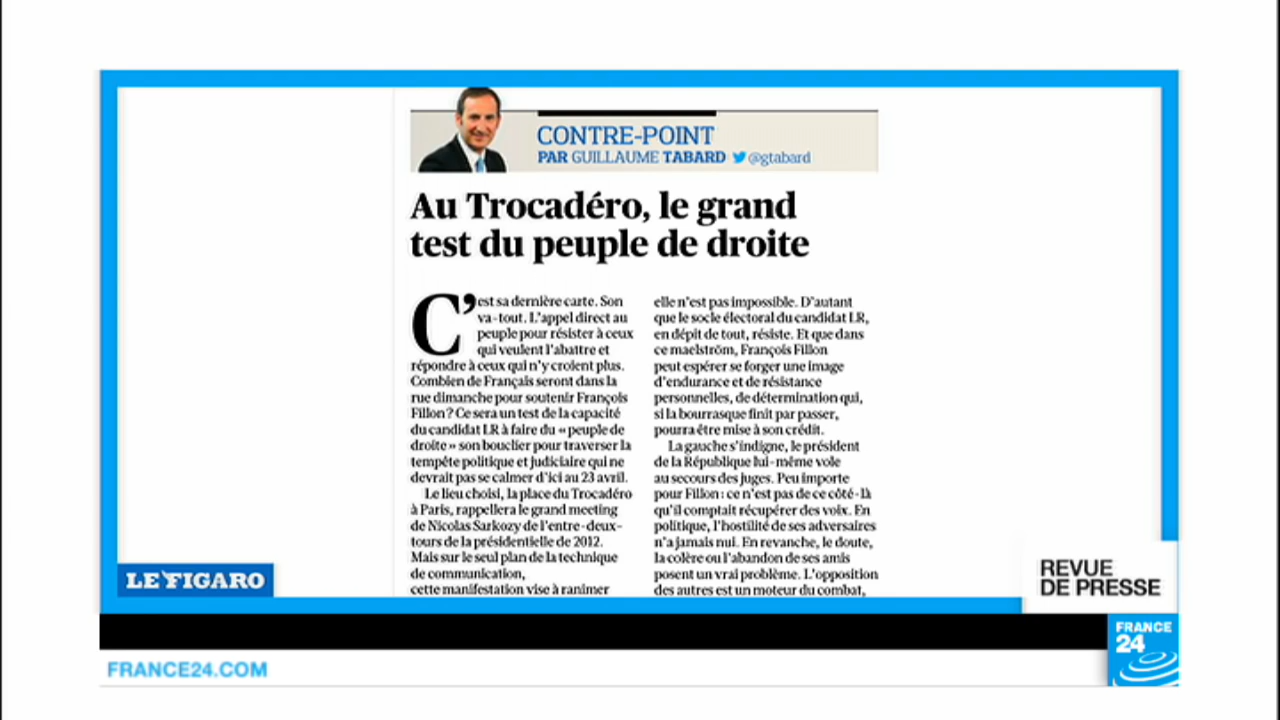 CONTRE-POINT
PAR GUILLAUME TABARD @gtabard
Au Trocadéro, le grand
test du peuple de droite
C'est sa dernière carte. Son
va-tout. L'appel direct au
peuple pour résister à ceux
qui veulent l'abattre et
répondre à ceux qui n'y croient plus.
Combien de Français seront dans la
rue dimanche pour soutenir François
Fillon ? Ce sera un test de la capacité
du candidat LR à faire du « peuple de
droite » son bouclier pour traverser la
tempête politique et judiciaire qui ne
devrait pas se calmer d'ici au 23 avril.
Le lieu choisi, la place du Trocadéro
à Paris, rappellera le grand meeting
de Nicolas Sarkozy de l'entre-deux-
tours de la présidentielle de 2012.
Mais sur le seul plan de la technique
de communication,
cette manifestation vise à ranimer
elle n'est pas impossible. D'autant
que le socle électoral du candidat LR,
en dépit de tout, résiste. Et que dans
ce maelström, François Fillon
peut espérer se forger une image
d'endurance et de résistance
personnelles, de détermination qui,
si la bourrasque finit par passer,
pourra être mise à son crédit.
La gauche s'indigne, le président
de la République lui-même vole
au secours des juges. Peu importe
pour Fillon : ce n'est pas de ce côté-là
qu'il comptait récupérer des voix. En
politique, l'hostilité de ses adversaires
n'a jamais nui. En revanche, le doute,
la colère ou l'abandon de ses amis
posent un vrai problème. L'opposition
des autres est un moteur du combat,
LE FIGARO
REVUE
DE PRESSE
FRANCE
24
FRANCE24.COM